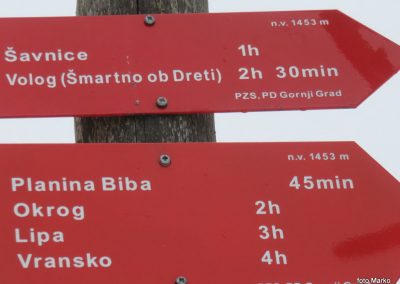 n.v. 1453 m
Šavnice 1h
Volog (Šmartno ob Dreti) 2h 30min
PZS, PD Gornji Grad
n.v. 1453 m
Planina Biba 45min
Okrog 2h
Lipa 3h
Vransko 4h
foto Marko